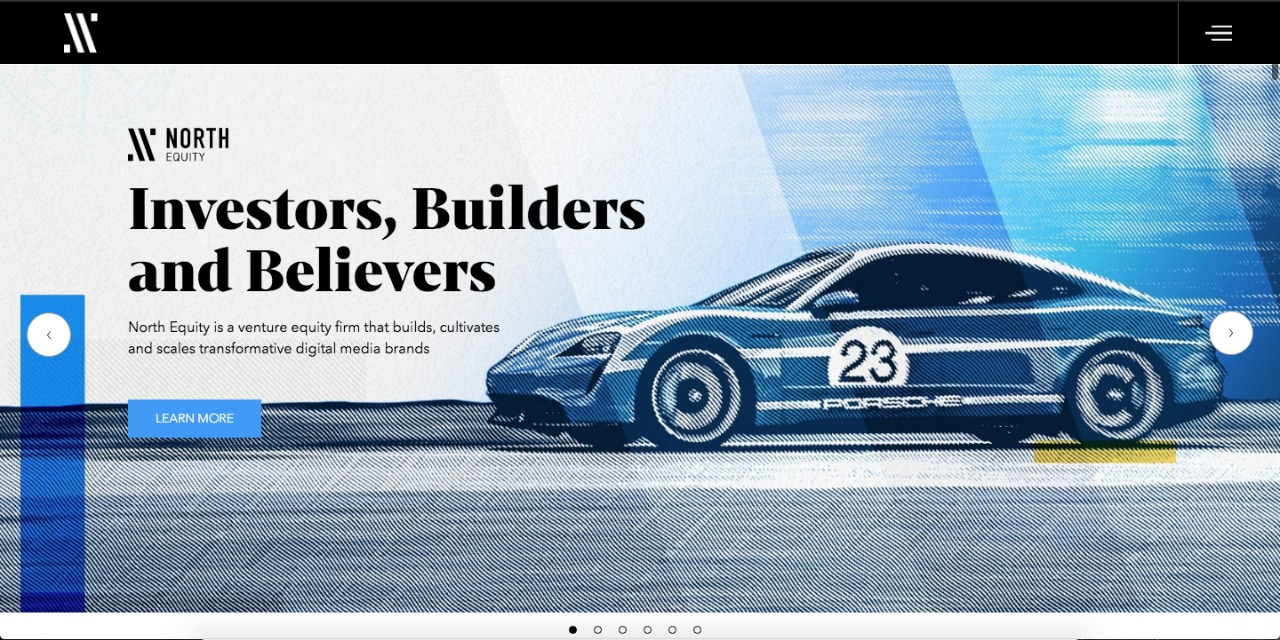 NORTH
EQUITY
Investors, Builders
and Believers
North Equity is a venture equity firm that builds, cultivates
and scales transformative digital media brands
LEARN MORE
23
PORSCHE